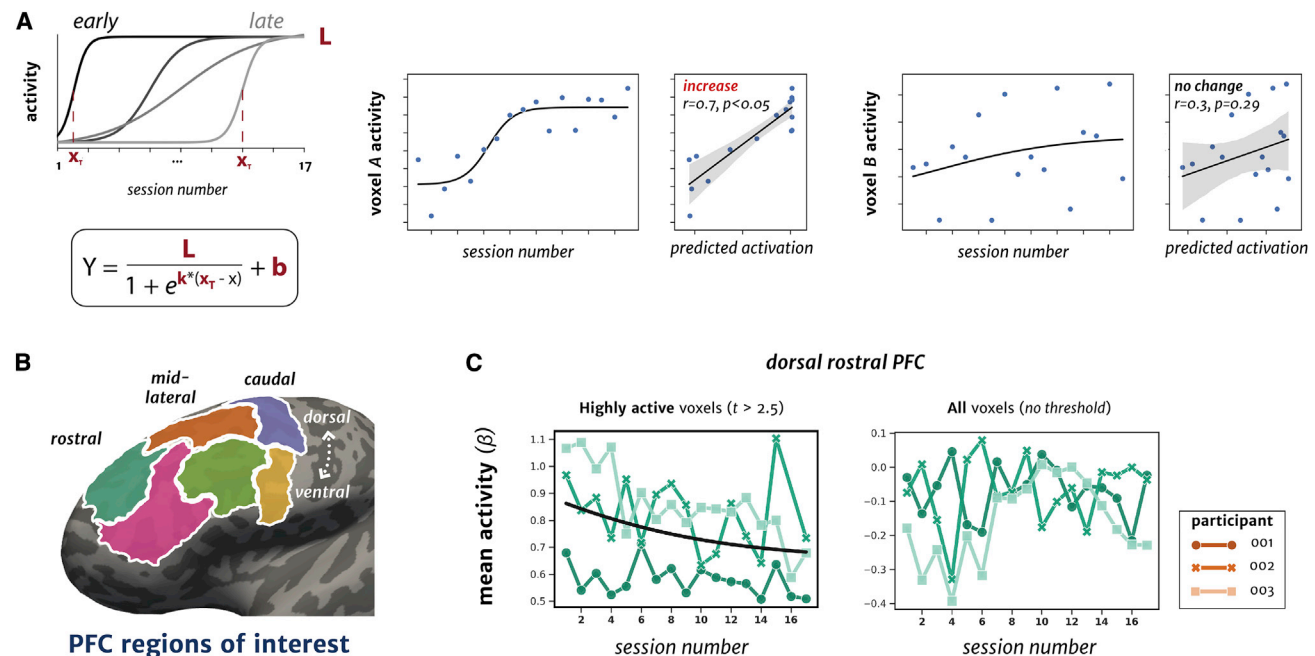 A
early
late
L
activity
x_T
x_T
1
...
17
session number
Y = L / (1 + e^(k*(x_T - x))) + b
voxel A activity
session number
increase
r=0.7, p<0.05
predicted activation
voxel B activity
session number
no change
r=0.3, p=0.29
predicted activation
B
mid-
lateral
caudal
rostral
dorsal
ventral
PFC regions of interest
C
dorsal rostral PFC
Highly active voxels (t > 2.5)
mean activity (β)
1.1
1.0
0.9
0.8
0.7
0.6
0.5
2 4 6 8 10 12 14 16
session number
All voxels (no threshold)
0.1
0.0
−0.1
−0.2
−0.3
−0.4
2 4 6 8 10 12 14 16
session number
participant
001
002
003